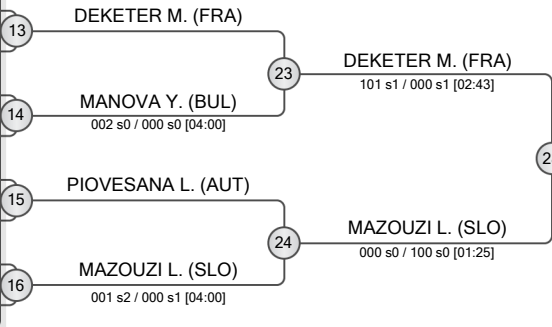 13
DEKETER M. (FRA)
23
DEKETER M. (FRA)
101 s1 / 000 s1 [02:43]
14
MANOVA Y. (BUL)
002 s0 / 000 s0 [04:00]
15
PIOVESANA L. (AUT)
24
MAZOUZI L. (SLO)
000 s0 / 100 s0 [01:25]
16
MAZOUZI L. (SLO)
001 s2 / 000 s1 [04:00]